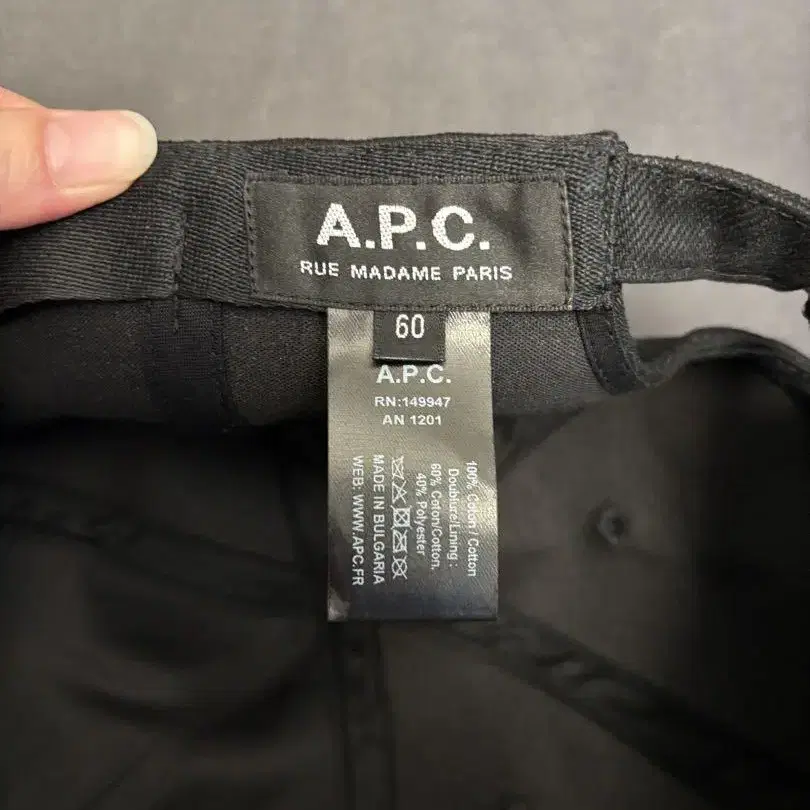 A.P.C.
RUE MADAME PARIS
60
A.P.C.
RN:149947
AN 1201
100% Coton / Cotton
Doublure/Lining :
60% Coton/Cotton.
40% Polyester
MADE IN BULGARIA
WEB: WWW.APC.FR